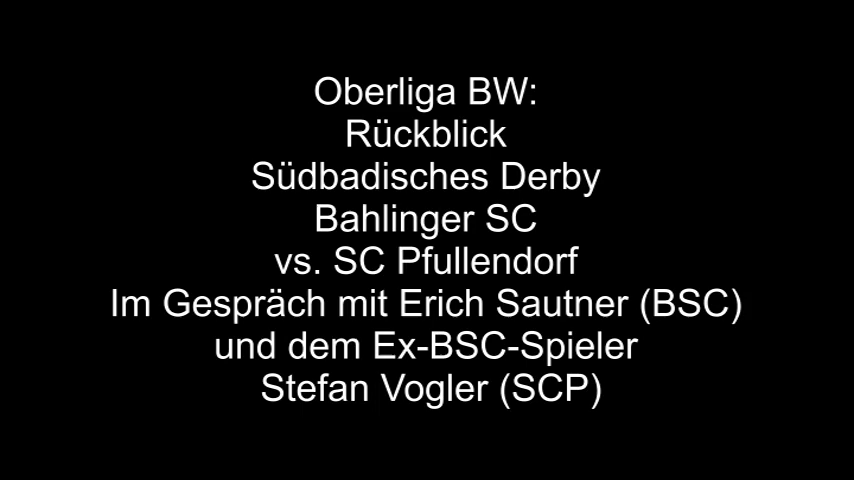 Oberliga BW:
Rückblick
Südbadisches Derby
Bahlinger SC
vs. SC Pfullendorf
Im Gespräch mit Erich Sautner (BSC)
und dem Ex-BSC-Spieler
Stefan Vogler (SCP)